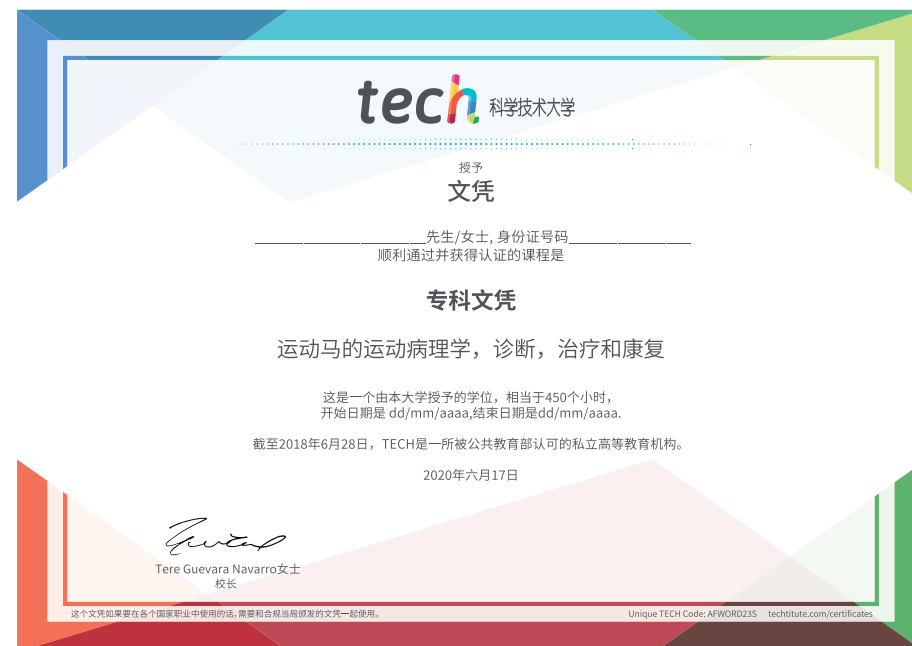 tech 科学技术大学
授予
文凭
先生/女士, 身份证号码
顺利通过并获得认证的课程是
专科文凭
运动马的运动病理学，诊断，治疗和康复
这是一个由本大学授予的学位，相当于450个小时，
开始日期是 dd/mm/aaaa,结束日期是dd/mm/aaaa.
截至2018年6月28日，TECH是一所被公共教育部认可的私立高等教育机构。
2020年六月17日
Tere Guevara Navarro女士
校长
这个文凭如果要在各个国家职业中使用的话,需要和合规当局颁发的文凭一起使用。
Unique TECH Code: AFWORD23S techtitute.com/certificates